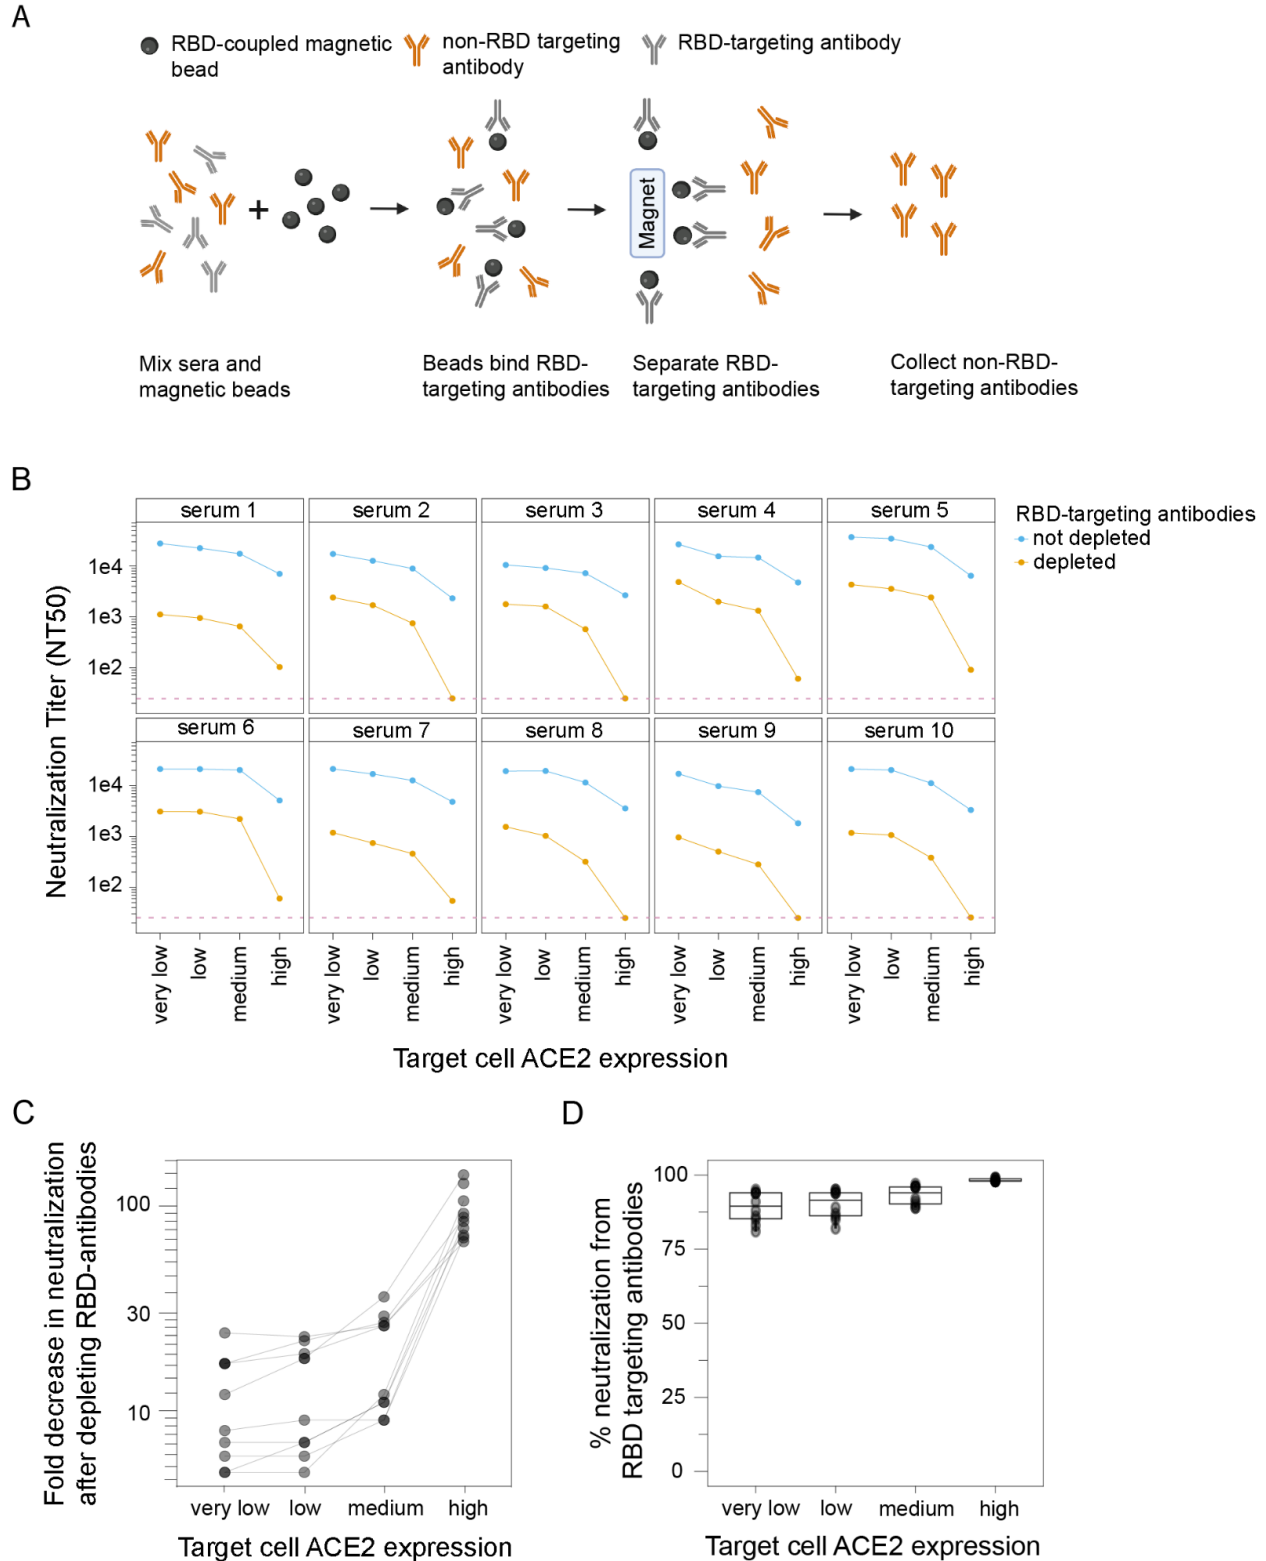 A
RBD-coupled magnetic
bead
non-RBD targeting
antibody
RBD-targeting antibody
+
Magnet
Mix sera and
magnetic beads
Beads bind RBD-
targeting antibodies
Separate RBD-
targeting antibodies
Collect non-RBD-
targeting antibodies
B
serum 1
serum 2
serum 3
serum 4
serum 5
RBD-targeting antibodies
not depleted
depleted
Neutralization Titer (NT50)
1e4
1e3
1e2
serum 6
serum 7
serum 8
serum 9
serum 10
1e4
1e3
1e2
very low
low
medium
high
very low
low
medium
high
very low
low
medium
high
very low
low
medium
high
very low
low
medium
high
Target cell ACE2 expression
C
Fold decrease in neutralization
after depleting RBD-antibodies
100
30
10
very low
low
medium
high
Target cell ACE2 expression
D
% neutralization from
RBD targeting antibodies
100
75
50
25
0
very low
low
medium
high
Target cell ACE2 expression